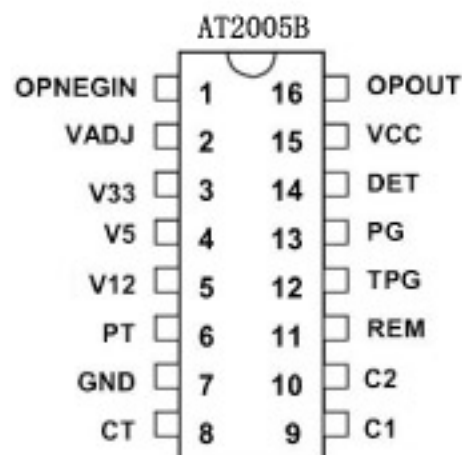 AT2005B
OPNEGIN 1 16 OPOUT
VADJ 2 15 VCC
V33 3 14 DET
V5 4 13 PG
V12 5 12 TPG
PT 6 11 REM
GND 7 10 C2
CT 8 9 C1